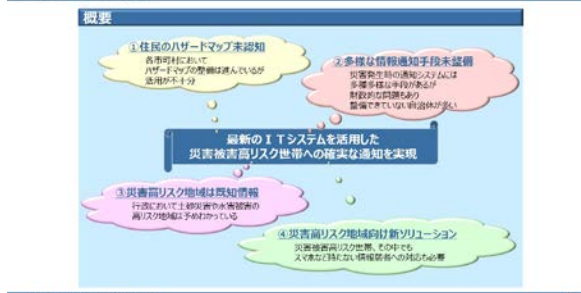 概要
①住民のハザードマップ未認知
各市町村において
ハザードマップの整備は進んでいるが
活用が不十分
②多様な情報通知手段未整備
災害発生時の通知システムには
多種多様な手段があるが
財政的な問題もあり
整備できていない自治体が多い
最新のITシステムを活用した
災害被害高リスク世帯への確実な通知を実現
③災害高リスク地域は既知情報
行政において土砂災害や水害被害の
高リスク地域は予めわかっている
④災害高リスク地域向け新ソリューション
災害被害高リスク世帯、その中でも
スマホなど持たない情報弱者への対応も必要